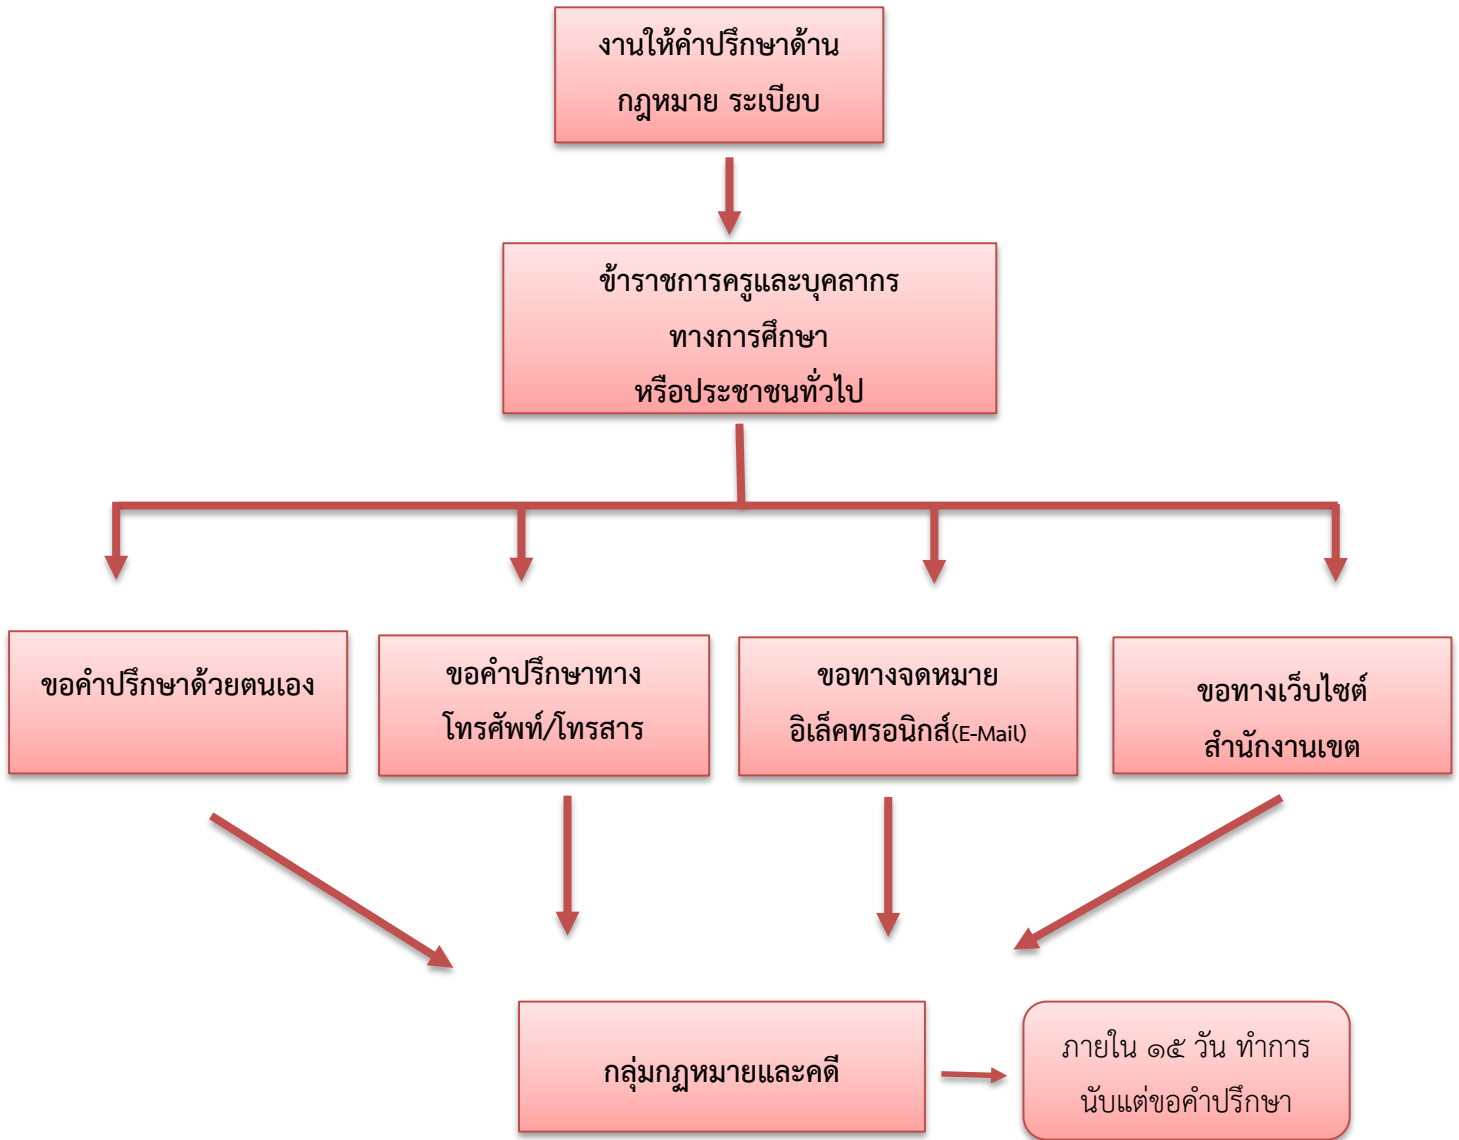 งานให้คำปรึกษาด้าน
กฎหมาย ระเบียบ
ข้าราชการครูและบุคลากร
ทางการศึกษา
หรือประชาชนทั่วไป
ขอคำปรึกษาด้วยตนเอง
ขอคำปรึกษาทาง
โทรศัพท์/โทรสาร
ขอทางจดหมาย
อิเล็คทรอนิกส์(E-Mail)
ขอทางเว็บไซต์
สำนักงานเขต
กลุ่มกฏหมายและคดี
ภายใน ๑๕ วัน ทำการ
นับแต่ขอคำปรึกษา